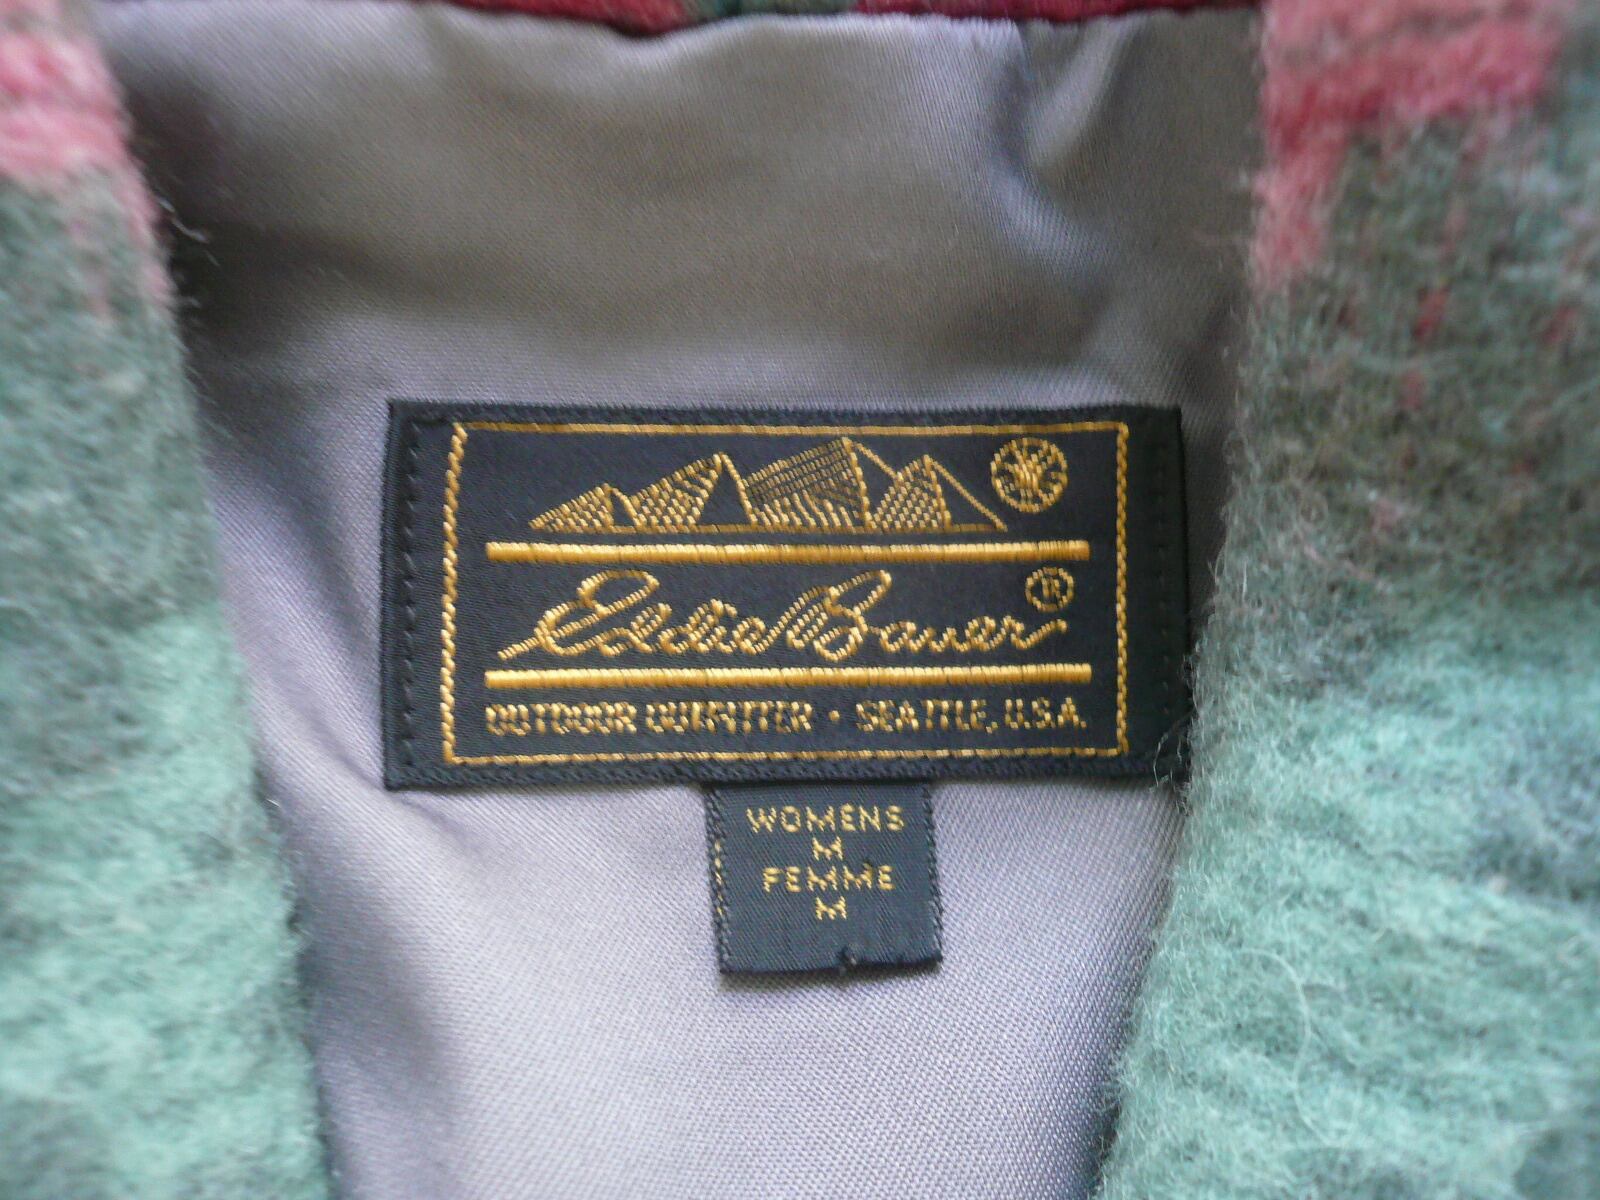 Eddie Bauer ®
OUTDOOR OUTFITTER · SEATTLE, U.S.A.
WOMENS
M
FEMME
M